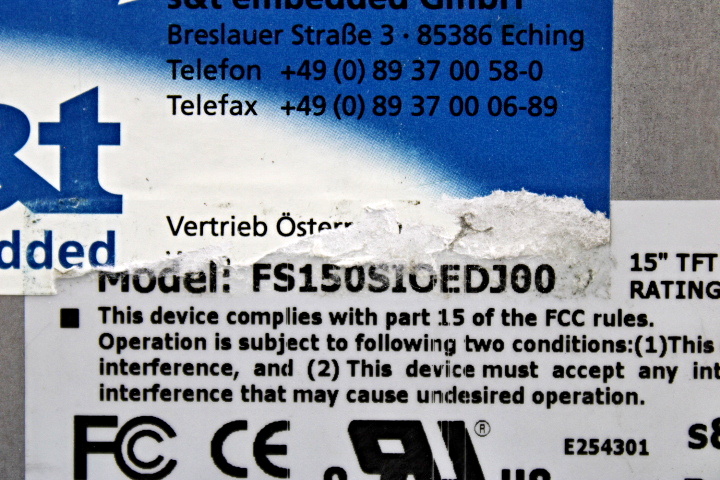 s&t embedded GmbH
Breslauer Straße 3 · 85386 Eching
Telefon +49 (0) 89 37 00 58-0
Telefax +49 (0) 89 37 00 06-89
&t
dded
Vertrieb
Model: FS150SIOEDJ00
15" TFT
RATING
This device complies with part 15 of the FCC rules.
Operation is subject to following two conditions:(1)This
interference, and (2) This device must accept any int
interference that may cause undesired operation.
FC CE ® E254301 s&